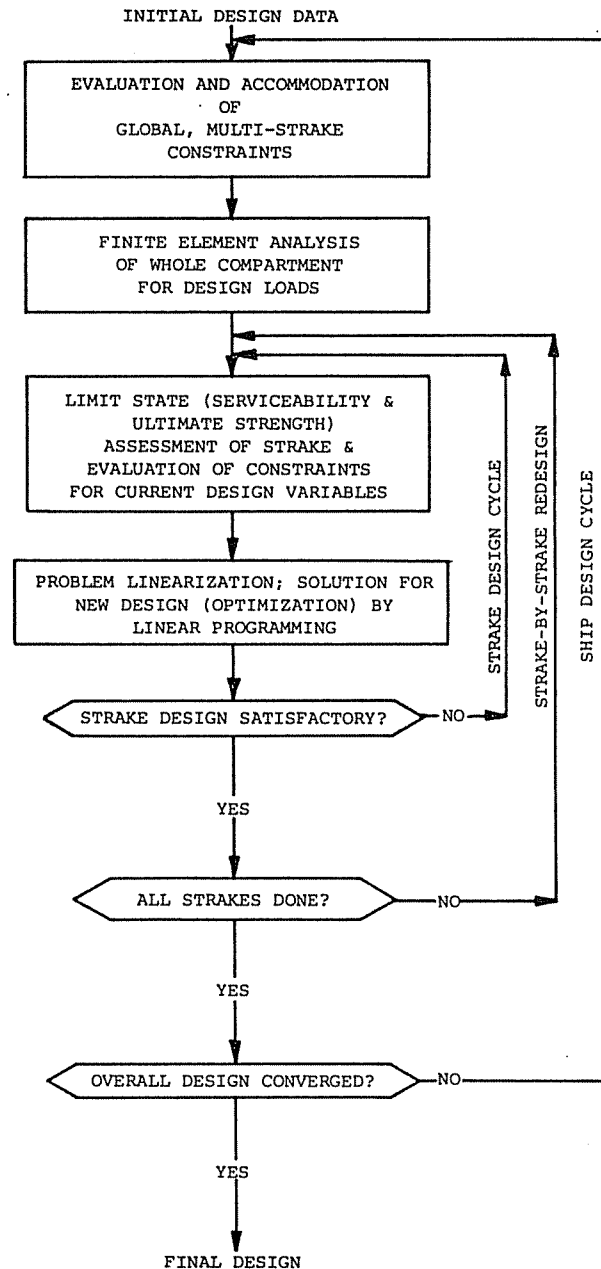 INITIAL DESIGN DATA
EVALUATION AND ACCOMMODATION
OF
GLOBAL, MULTI-STRAKE
CONSTRAINTS
FINITE ELEMENT ANALYSIS
OF WHOLE COMPARTMENT
FOR DESIGN LOADS
LIMIT STATE (SERVICEABILITY &
ULTIMATE STRENGTH)
ASSESSMENT OF STRAKE &
EVALUATION OF CONSTRAINTS
FOR CURRENT DESIGN VARIABLES
PROBLEM LINEARIZATION; SOLUTION FOR
NEW DESIGN (OPTIMIZATION) BY
LINEAR PROGRAMMING
STRAKE DESIGN SATISFACTORY?
NO
STRAKE DESIGN CYCLE
YES
ALL STRAKES DONE?
NO
STRAKE-BY-STRAKE REDESIGN
YES
OVERALL DESIGN CONVERGED?
NO
SHIP DESIGN CYCLE
YES
FINAL DESIGN